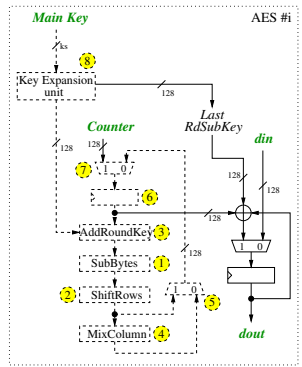 Main Key
AES #i
ks
8
Key Expansion
unit
128
Last
RdSubKey
128
Counter
din
128
7
1 0
128
128
6
128
AddRoundKey
3
128
SubBytes
1
1 0
2
ShiftRows
1 0
5
MixColumn
4
dout